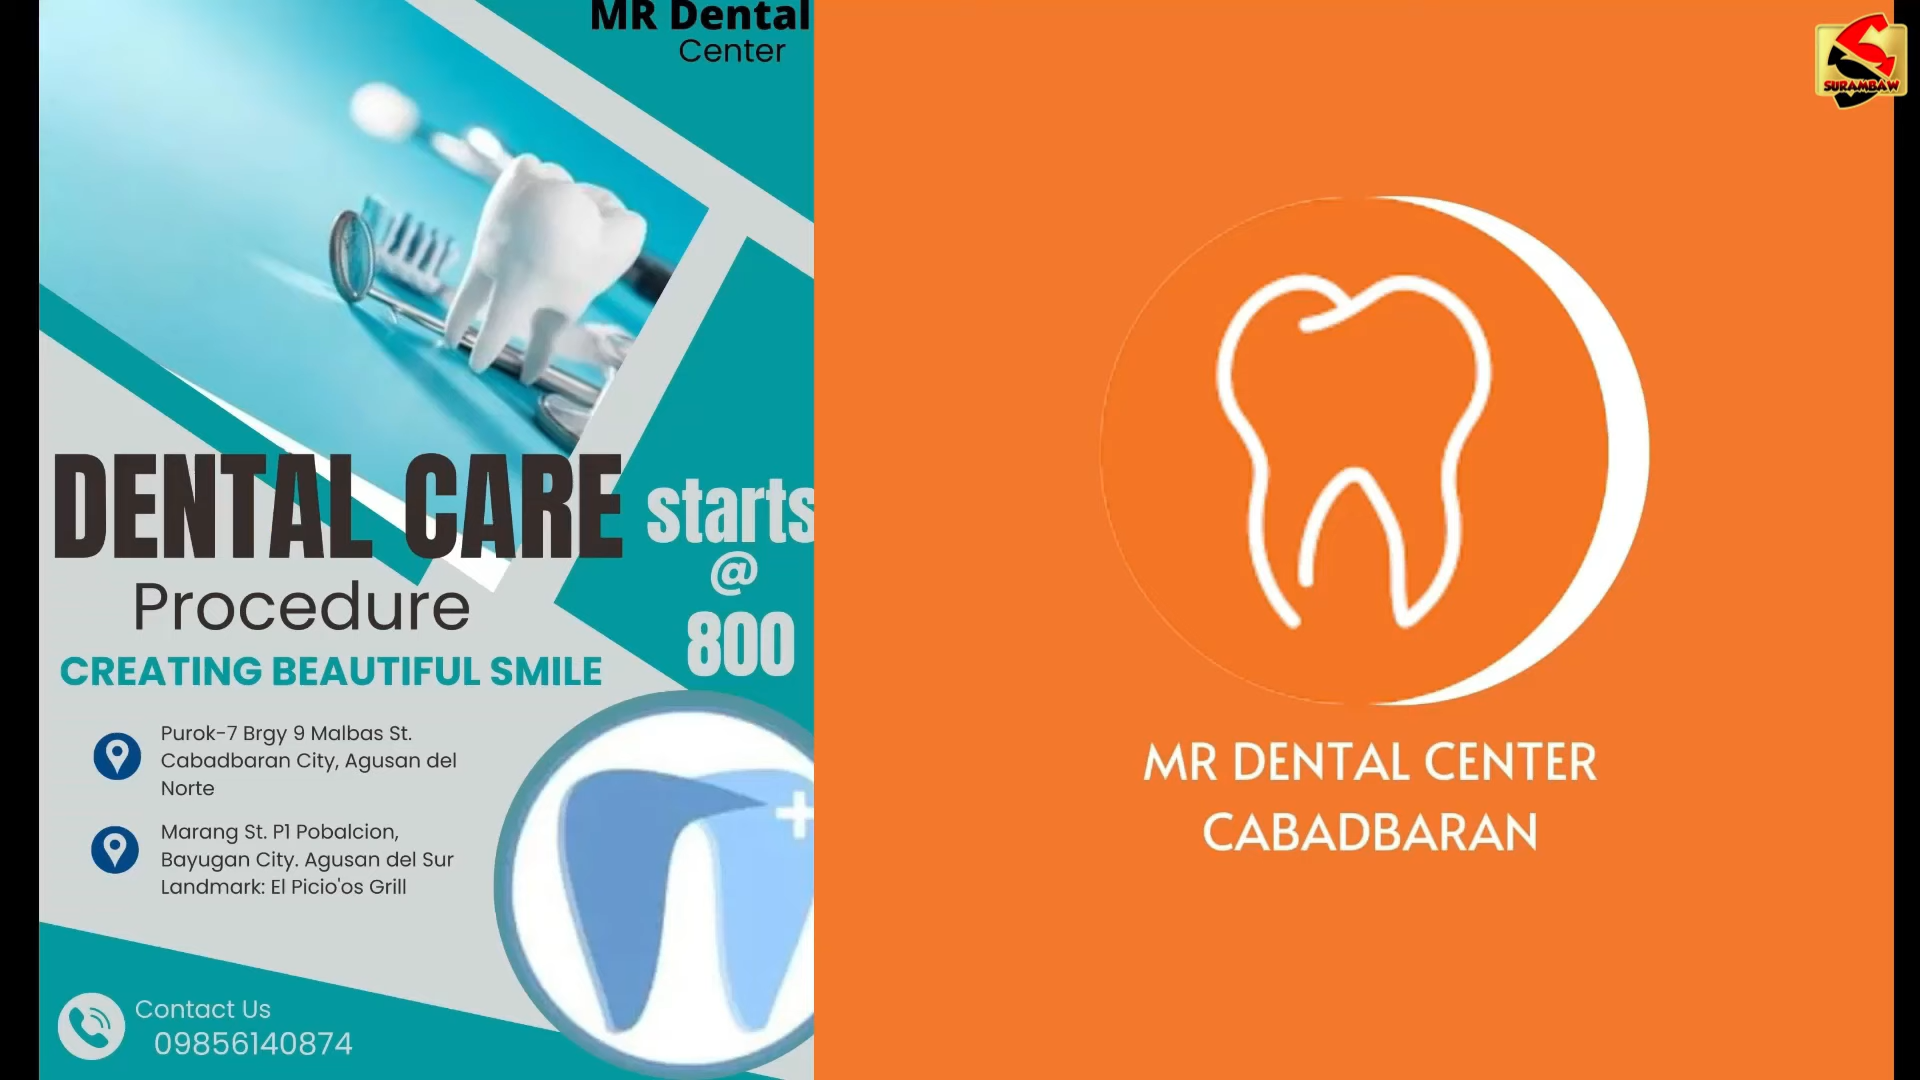 MR Dental
Center
DENTAL CARE
Procedure
CREATING BEAUTIFUL SMILE
starts
@
800
Purok-7 Brgy 9 Malbas St.
Cabadbaran City, Agusan del
Norte
Marang St. P1 Pobalcion,
Bayugan City. Agusan del Sur
Landmark: El Picio'os Grill
Contact Us
09856140874
MR DENTAL CENTER
CABADBARAN
SURAMBAW